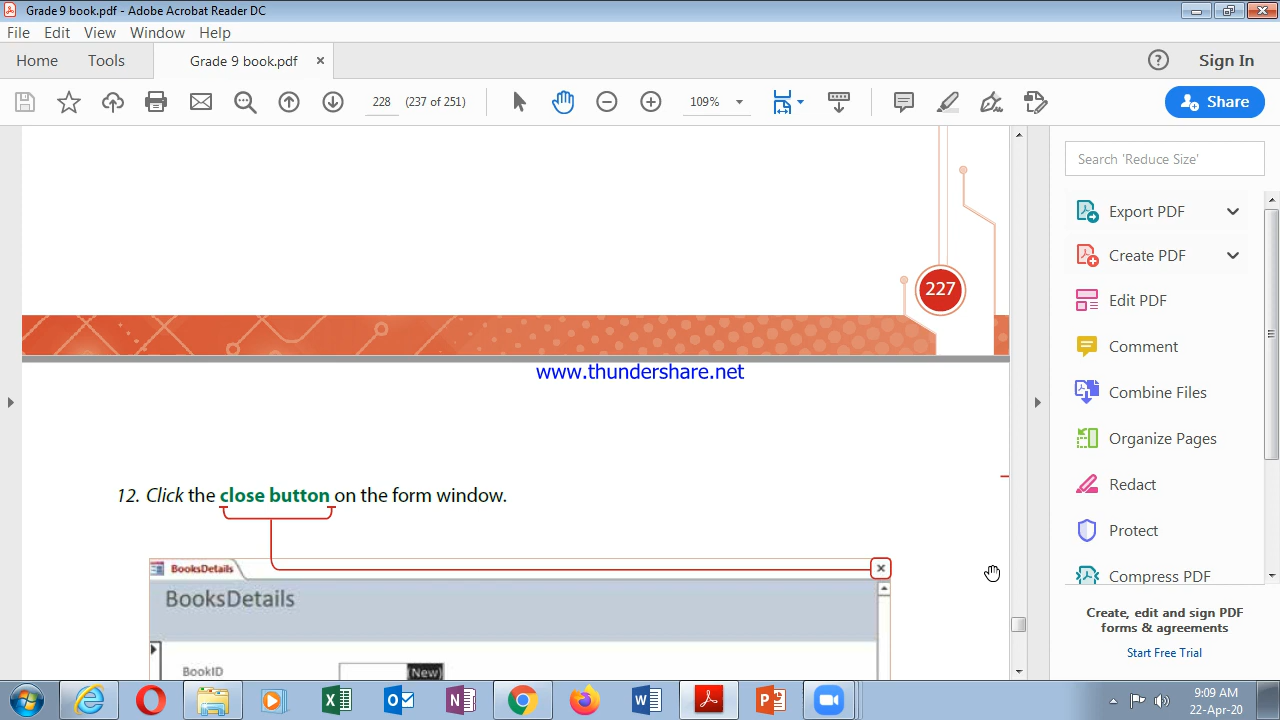 Grade 9 book.pdf - Adobe Acrobat Reader DC
File Edit View Window Help
Home Tools Grade 9 book.pdf × Sign In
228 (237 of 251) 109% Share
Search 'Reduce Size'
Export PDF
Create PDF
Edit PDF
Comment
Combine Files
Organize Pages
Redact
Protect
Compress PDF
Create, edit and sign PDF
forms & agreements
Start Free Trial
227
www.thundershare.net
12. Click the close button on the form window.
BooksDetails
BooksDetails
BookID (New)
9:09 AM
22-Apr-20